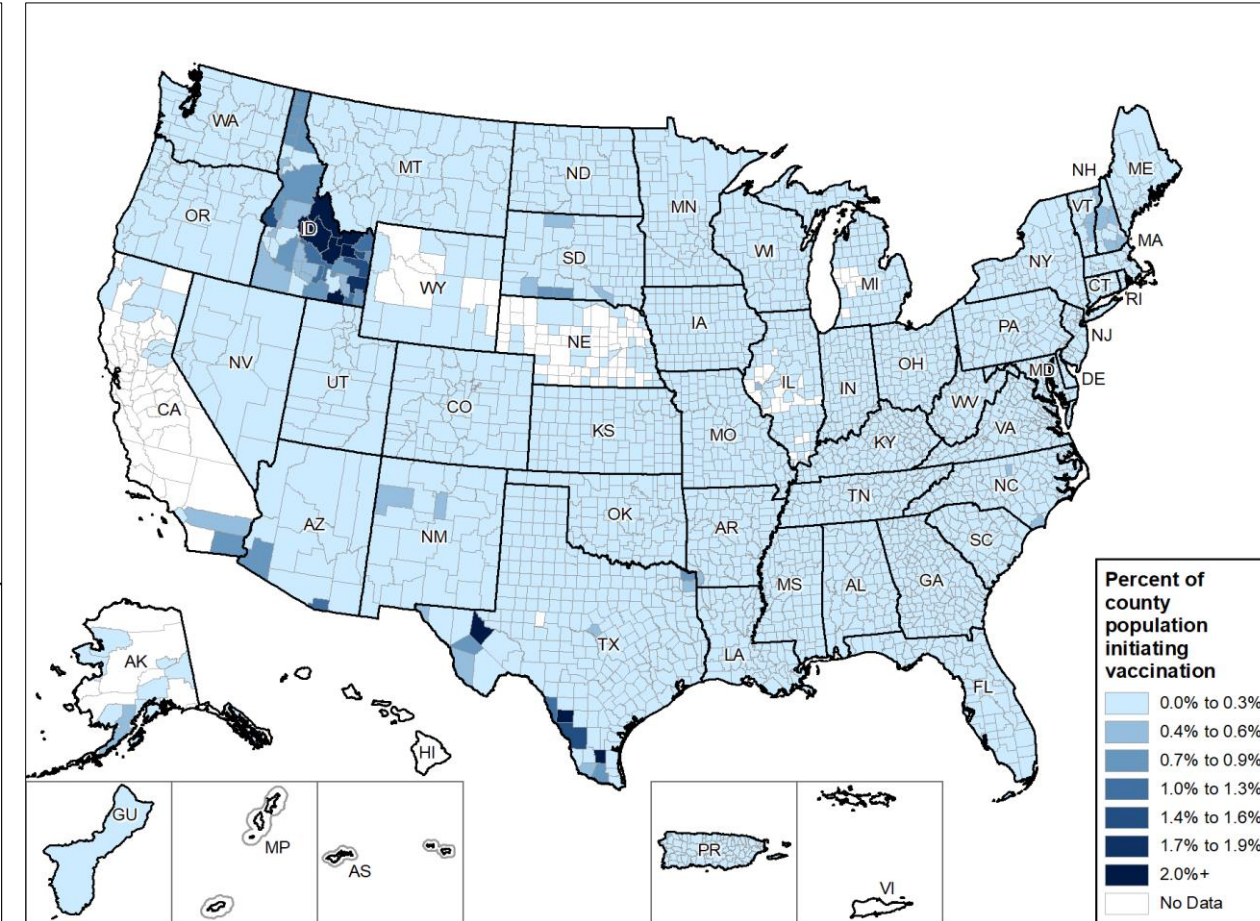 WA
MT
ND
MN
ME
NH
VT
OR
ID
SD
WI
MA
NY
WY
MI
CT
RI
IA
PA
NE
NJ
NV
OH
MD
DE
UT
IL
IN
CA
CO
WV
KS
MO
VA
KY
NC
TN
OK
AZ
NM
AR
SC
MS
AL
GA
TX
LA
AK
FL
HI
GU
MP
AS
PR
VI
Percent of
county
population
initiating
vaccination
0.0% to 0.3%
0.4% to 0.6%
0.7% to 0.9%
1.0% to 1.3%
1.4% to 1.6%
1.7% to 1.9%
2.0%+
No Data